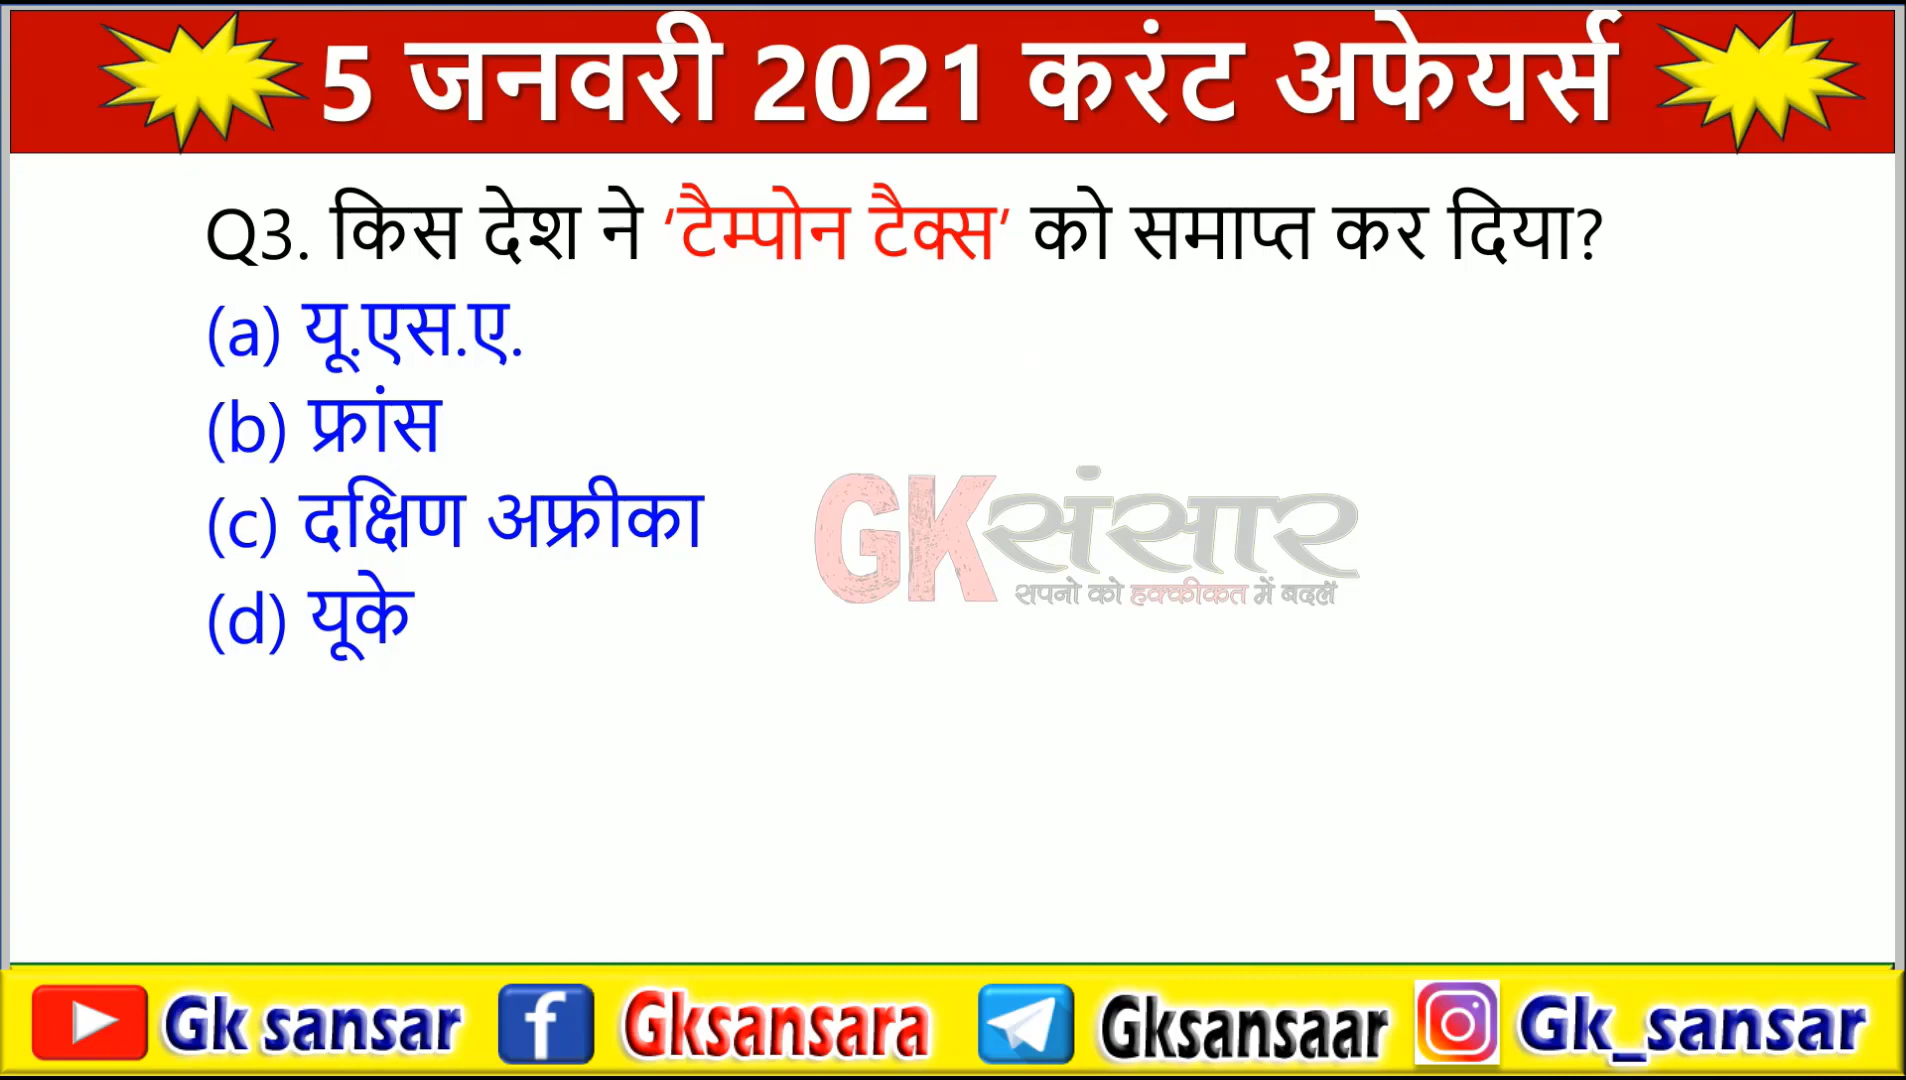 5 जनवरी 2021 करंट अफेयर्स
Q3. किस देश ने ‘टैम्पोन टैक्स’ को समाप्त कर दिया?
(a) यू.एस.ए.
(b) फ्रांस
(c) दक्षिण अफ्रीका
(d) यूके
GKसंसार
सपनो को हक्कीकत में बदलें
Gk sansar f Gksansara Gksansaar Gk_sansar